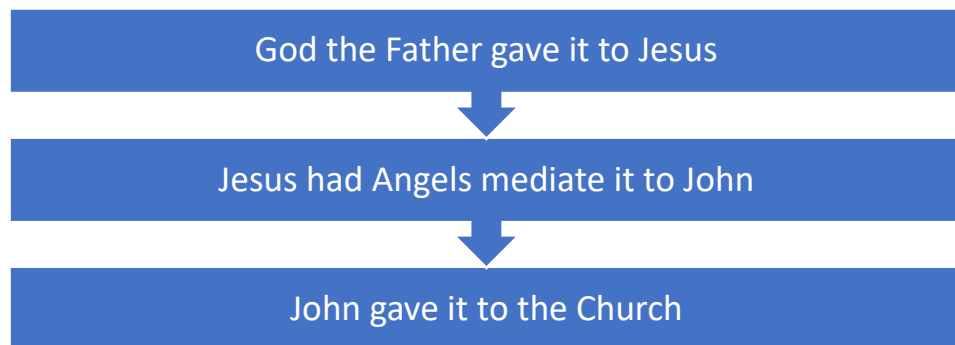 God the Father gave it to Jesus
Jesus had Angels mediate it to John
John gave it to the Church